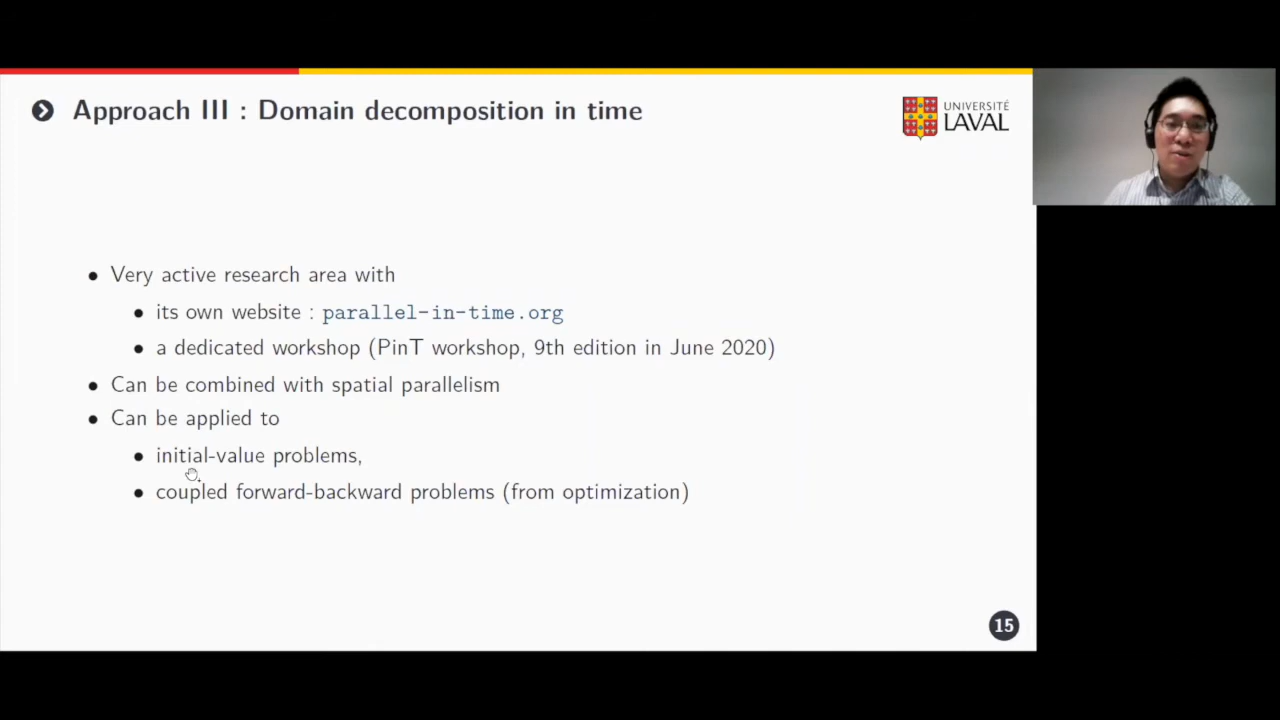 Approach III : Domain decomposition in time
UNIVERSITÉ
LAVAL
• Very active research area with
• its own website : parallel-in-time.org
• a dedicated workshop (PinT workshop, 9th edition in June 2020)
• Can be combined with spatial parallelism
• Can be applied to
• initial-value problems,
• coupled forward-backward problems (from optimization)
15